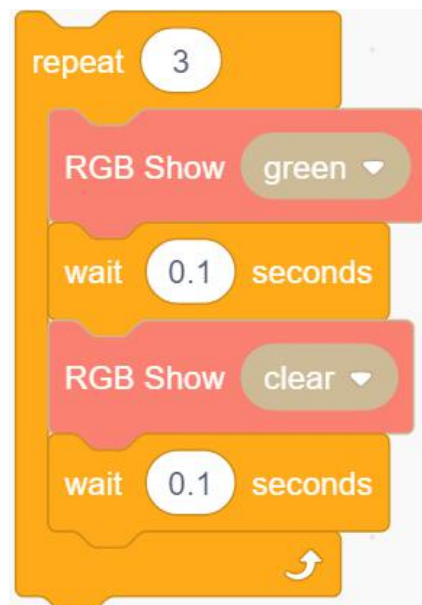 repeat 3
RGB Show green
wait 0.1 seconds
RGB Show clear
wait 0.1 seconds